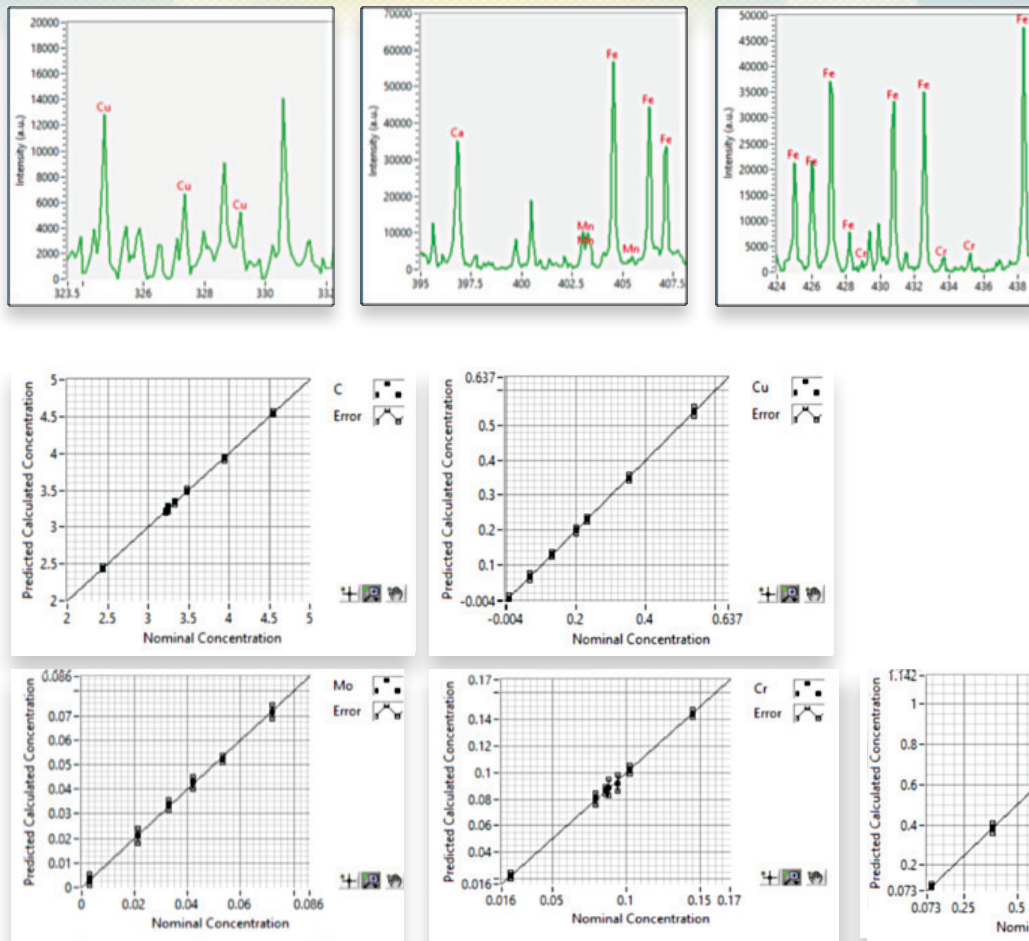 20000
18000
16000
14000
12000
10000
8000
6000
4000
2000
0
Intensity (a.u.)
Cu
Cu
Cu
323.5
326
328
330
332
70000
60000
50000
40000
30000
20000
10000
0
Intensity (a.u.)
Ca
Mn
Mn
Fe
Mn
Fe
Fe
395
397.5
400
402.5
405
407.5
50000
45000
40000
35000
30000
25000
20000
15000
10000
5000
0
Intensity (a.u.)
Fe
Fe
Fe
Fe
Cr
Fe
Fe
Cr
Cr
Fe
424
426
428
430
432
434
436
438
5
4.5
4
3.5
3
2.5
2
Predicted Calculated Concentration
2
2.5
3
3.5
4
4.5
5
Nominal Concentration
C
Error
0.637
0.5
0.4
0.3
0.2
0.1
-0.004
Predicted Calculated Concentration
-0.004
0.2
0.4
0.637
Nominal Concentration
Cu
Error
0.086
0.07
0.06
0.05
0.04
0.03
0.02
0.01
0
Predicted Calculated Concentration
0
0.02
0.04
0.06
0.086
Nominal Concentration
Mo
Error
0.17
0.14
0.12
0.1
0.08
0.06
0.04
0.016
Predicted Calculated Concentration
0.016
0.05
0.1
0.15
0.17
Nominal Concentration
Cr
Error
1.142
1
0.8
0.6
0.4
0.2
0.073
Predicted Calculated Concentration
0.073
0.25
0.5
Nomi